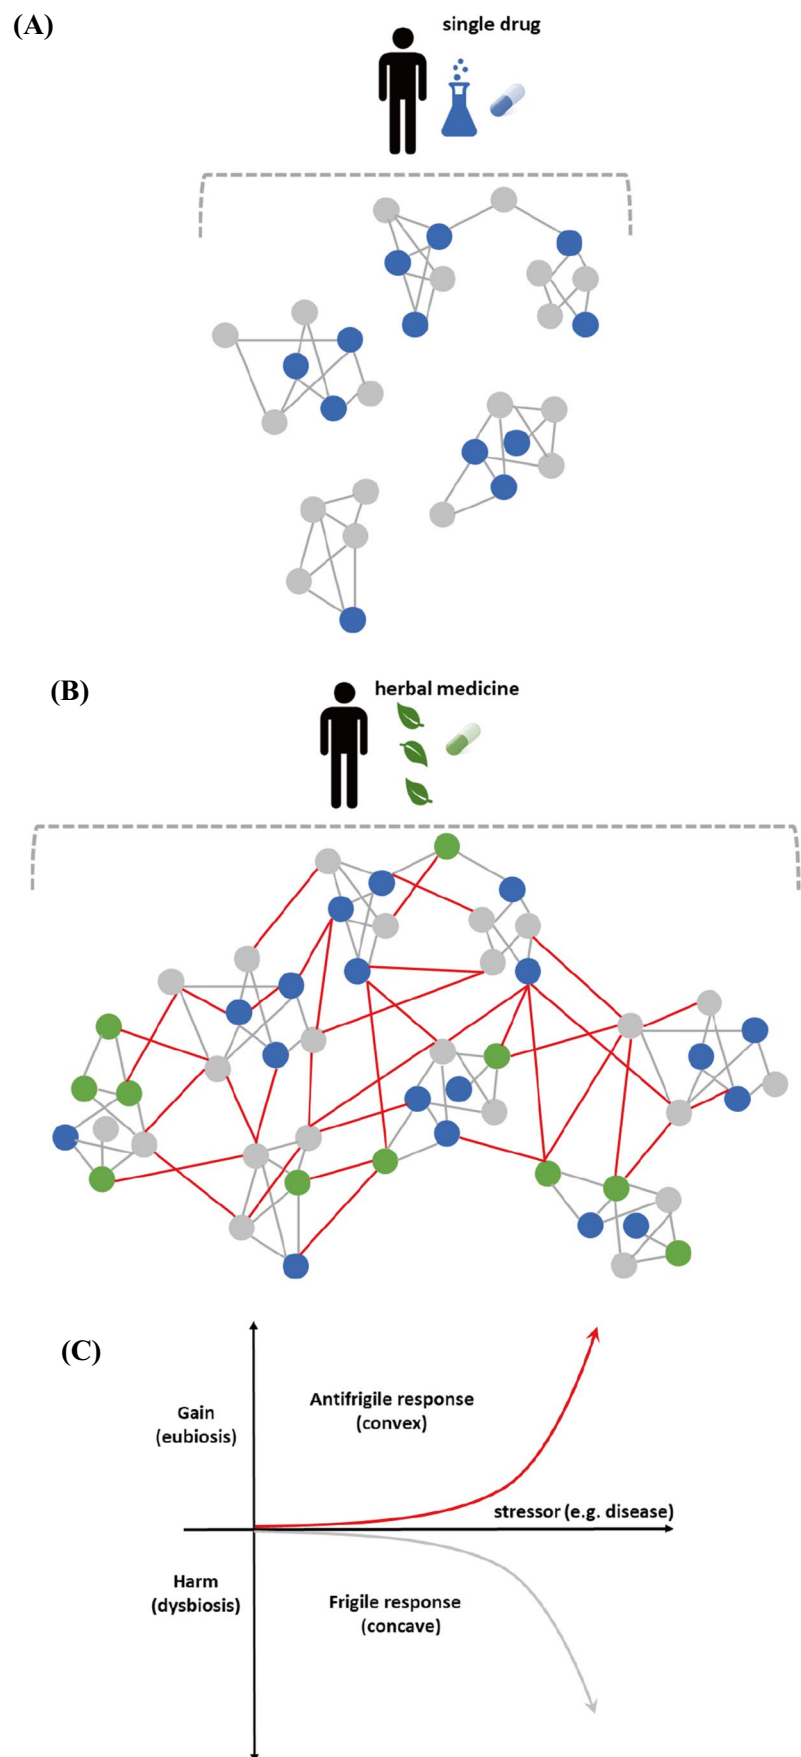 (A)
single drug
(B)
herbal medicine
(C)
Gain
(eubiosis)
Antifrigile response
(convex)
stressor (e.g. disease)
Harm
(dysbiosis)
Frigile response
(concave)